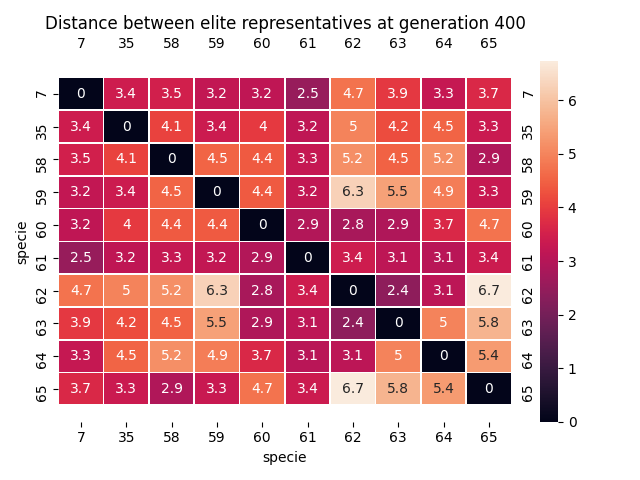 Distance between elite representatives at generation 400
7 35 58 59 60 61 62 63 64 65
7 0 3.4 3.5 3.2 3.2 2.5 4.7 3.9 3.3 3.7 7
35 3.4 0 4.1 3.4 4 3.2 5 4.2 4.5 3.3 35
58 3.5 4.1 0 4.5 4.4 3.3 5.2 4.5 5.2 2.9 58
59 3.2 3.4 4.5 0 4.4 3.2 6.3 5.5 4.9 3.3 59
60 3.2 4 4.4 4.4 0 2.9 2.8 2.9 3.7 4.7 60
61 2.5 3.2 3.3 3.2 2.9 0 3.4 3.1 3.1 3.4 61
62 4.7 5 5.2 6.3 2.8 3.4 0 2.4 3.1 6.7 62
63 3.9 4.2 4.5 5.5 2.9 3.1 2.4 0 5 5.8 63
64 3.3 4.5 5.2 4.9 3.7 3.1 3.1 5 0 5.4 64
65 3.7 3.3 2.9 3.3 4.7 3.4 6.7 5.8 5.4 0 65
7 35 58 59 60 61 62 63 64 65
specie
specie
6
5
4
3
2
1
0